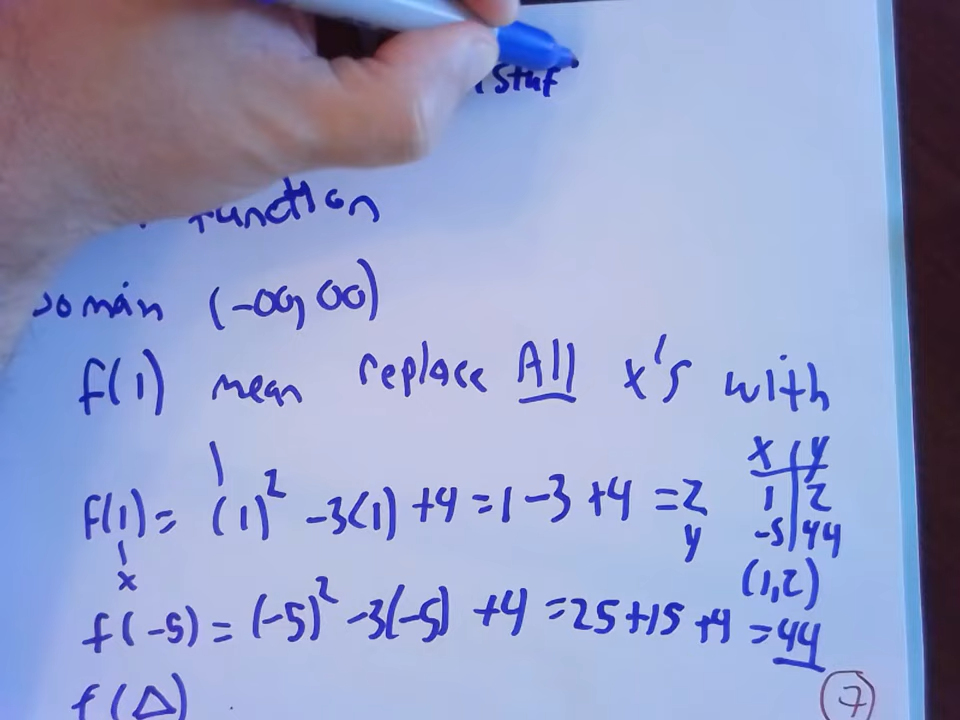 Stuf
Function
Domain (-∞, ∞)
f(1) mean replace All x's with
1
f(1) = (1)² -3(1) +4 = 1 -3 +4 = 2
x
y
x | y
1 | 2
-5 | 44
(1,2)
f(-5) = (-5)² -3(-5) +4 = 25 +15 +4 = 44
f(△)
7